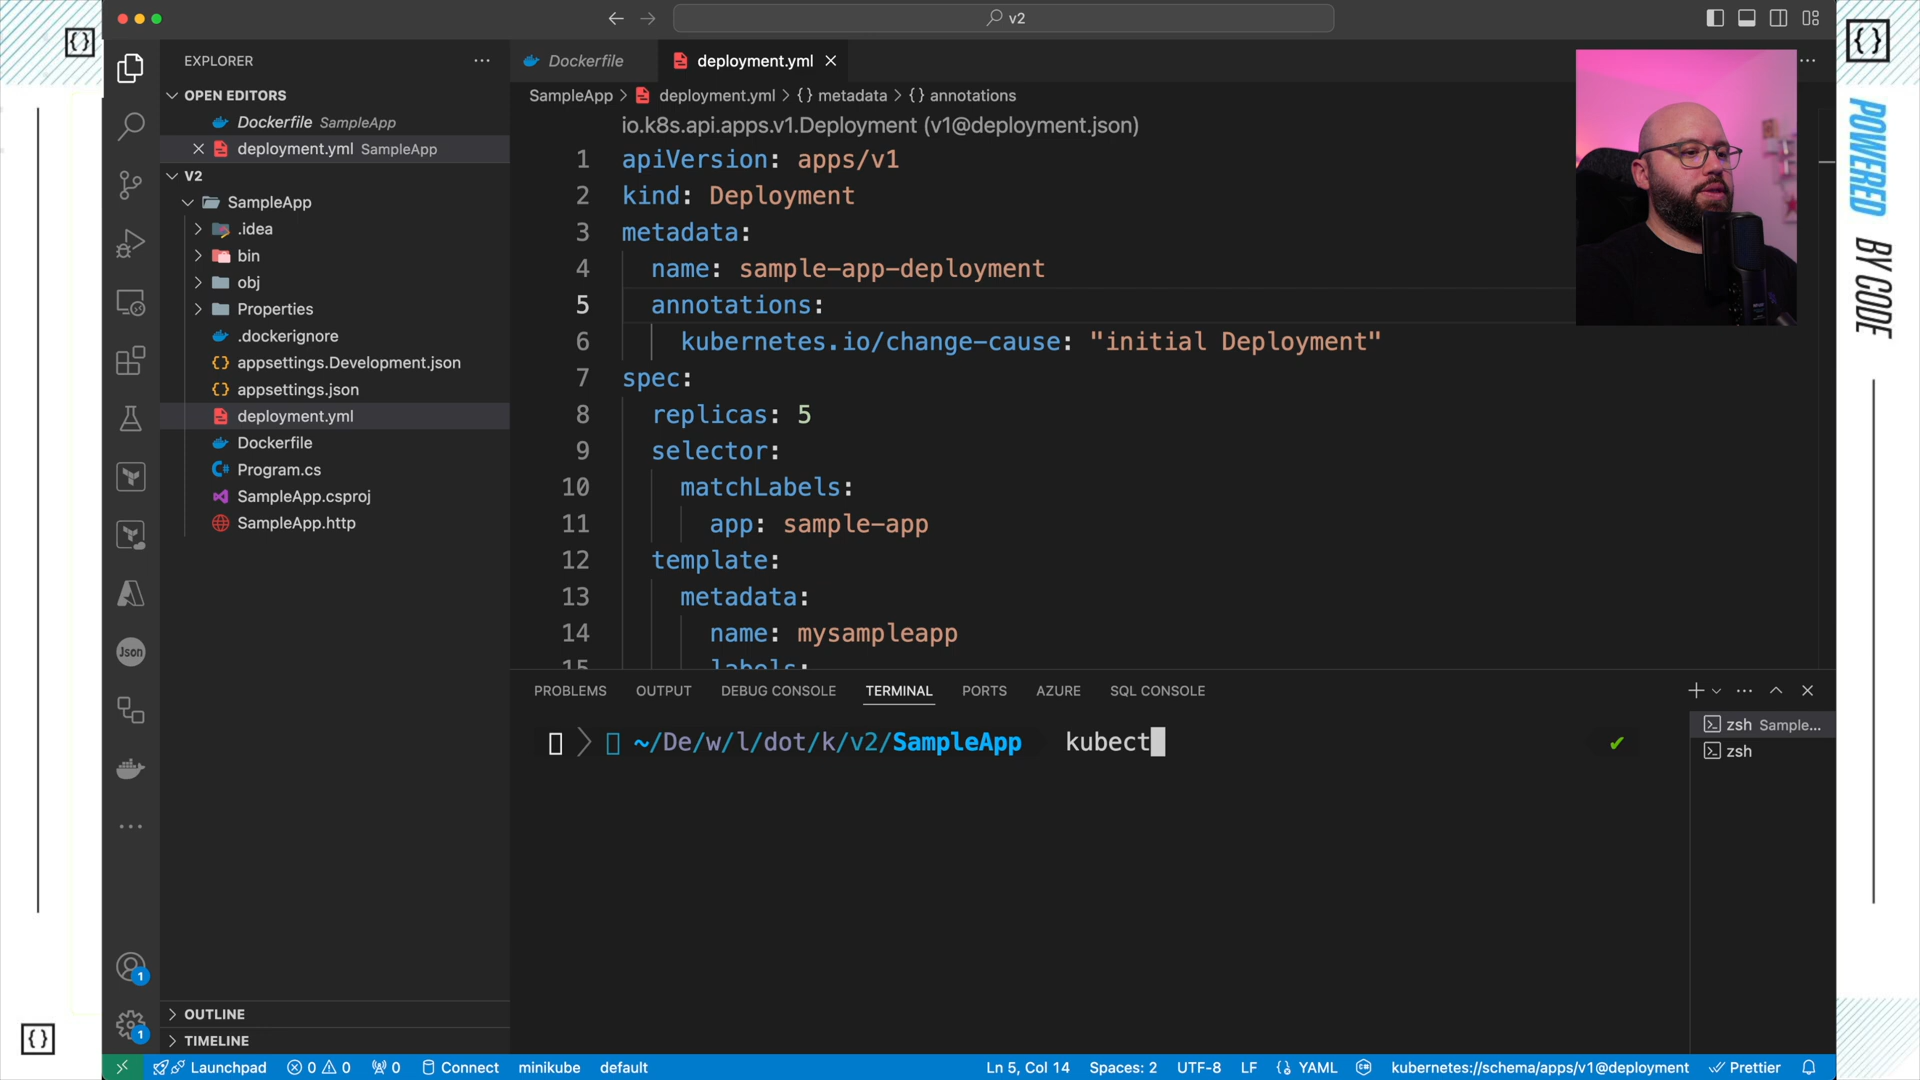 v2
EXPLORER
OPEN EDITORS
Dockerfile SampleApp
deployment.yml SampleApp
V2
SampleApp
.idea
bin
obj
Properties
.dockerignore
appsettings.Development.json
appsettings.json
deployment.yml
Dockerfile
Program.cs
SampleApp.csproj
SampleApp.http
OUTLINE
TIMELINE
Json
1
1
Dockerfile
deployment.yml
SampleApp > deployment.yml > {} metadata > {} annotations
io.k8s.api.apps.v1.Deployment (v1@deployment.json)
1 apiVersion: apps/v1
2 kind: Deployment
3 metadata:
4 name: sample-app-deployment
5 annotations:
6 kubernetes.io/change-cause: "initial Deployment"
7 spec:
8 replicas: 5
9 selector:
10 matchLabels:
11 app: sample-app
12 template:
13 metadata:
14 name: mysampleapp
15 labels:
PROBLEMS OUTPUT DEBUG CONSOLE TERMINAL PORTS AZURE SQL CONSOLE
~/De/w/l/dot/k/v2/SampleApp kubect
zsh Sample...
zsh
Launchpad 0 0 0 Connect minikube default Ln 5, Col 14 Spaces: 2 UTF-8 LF {} YAML kubernetes://schema/apps/v1@deployment Prettier
{}
{}
{}
POWERED BY CODE